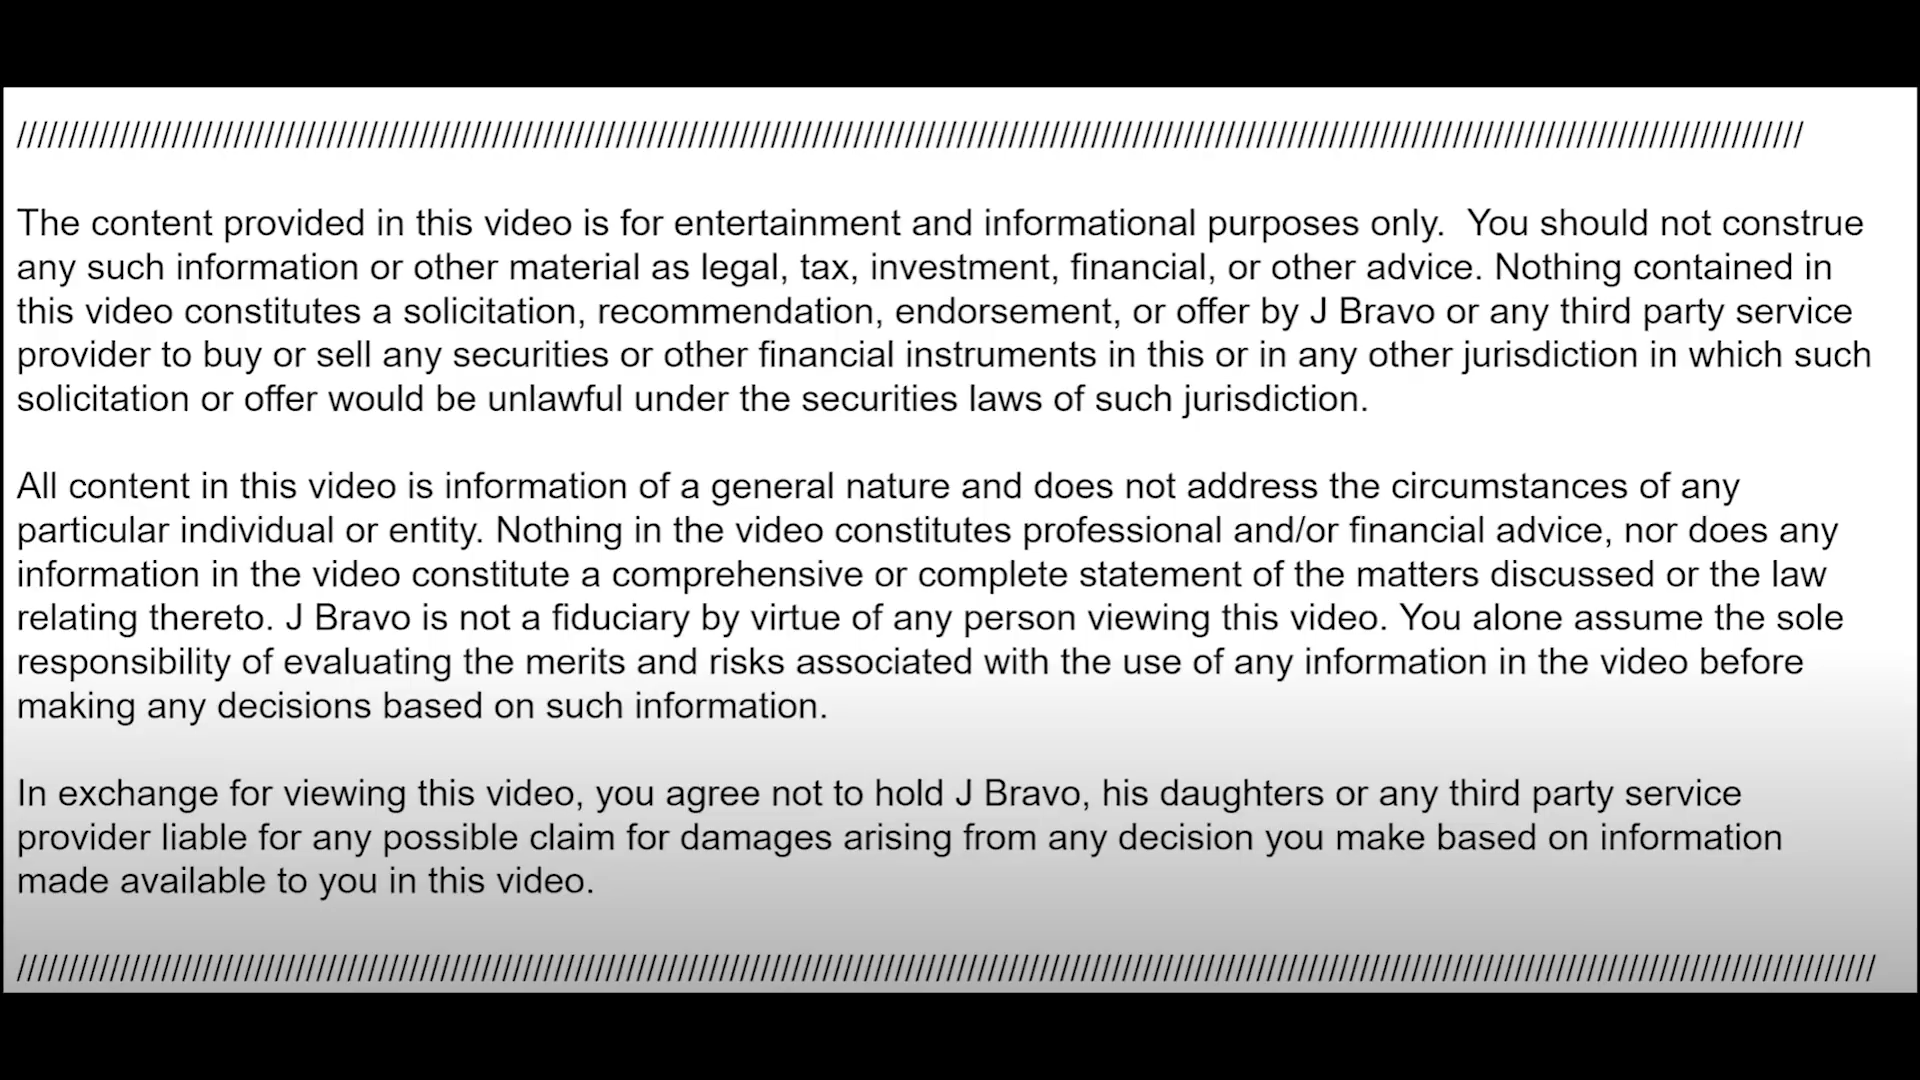 ////////////////////////////////////////////////////////////////////////////////////////////////////////////////////////////////////////////////////////////////////////////
The content provided in this video is for entertainment and informational purposes only.  You should not construe
any such information or other material as legal, tax, investment, financial, or other advice. Nothing contained in
this video constitutes a solicitation, recommendation, endorsement, or offer by J Bravo or any third party service
provider to buy or sell any securities or other financial instruments in this or in any other jurisdiction in which such
solicitation or offer would be unlawful under the securities laws of such jurisdiction.
All content in this video is information of a general nature and does not address the circumstances of any
particular individual or entity. Nothing in the video constitutes professional and/or financial advice, nor does any
information in the video constitute a comprehensive or complete statement of the matters discussed or the law
relating thereto. J Bravo is not a fiduciary by virtue of any person viewing this video. You alone assume the sole
responsibility of evaluating the merits and risks associated with the use of any information in the video before
making any decisions based on such information.
In exchange for viewing this video, you agree not to hold J Bravo, his daughters or any third party service
provider liable for any possible claim for damages arising from any decision you make based on information
made available to you in this video.
///////////////////////////////////////////////////////////////////////////////////////////////////////////////////////////////////////////////////////////////////////////////////